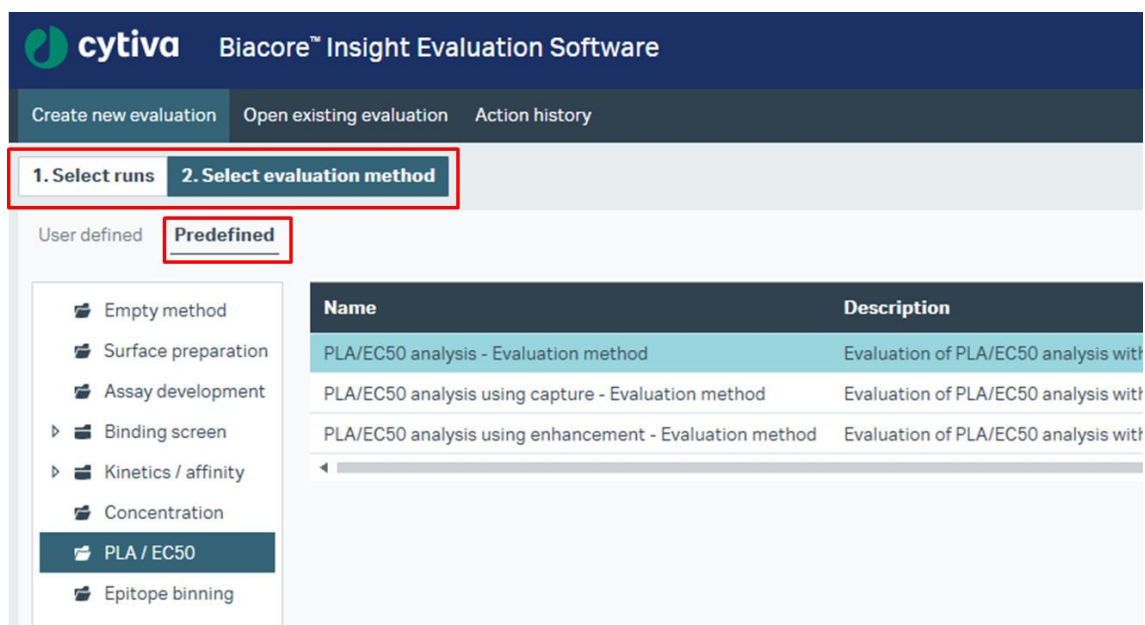 cytiva Biacore™ Insight Evaluation Software
Create new evaluation Open existing evaluation Action history
1. Select runs 2. Select evaluation method
User defined Predefined
Empty method
Surface preparation
Assay development
Binding screen
Kinetics / affinity
Concentration
PLA / EC50
Epitope binning
Name Description
PLA/EC50 analysis - Evaluation method Evaluation of PLA/EC50 analysis with
PLA/EC50 analysis using capture - Evaluation method Evaluation of PLA/EC50 analysis with
PLA/EC50 analysis using enhancement - Evaluation method Evaluation of PLA/EC50 analysis with